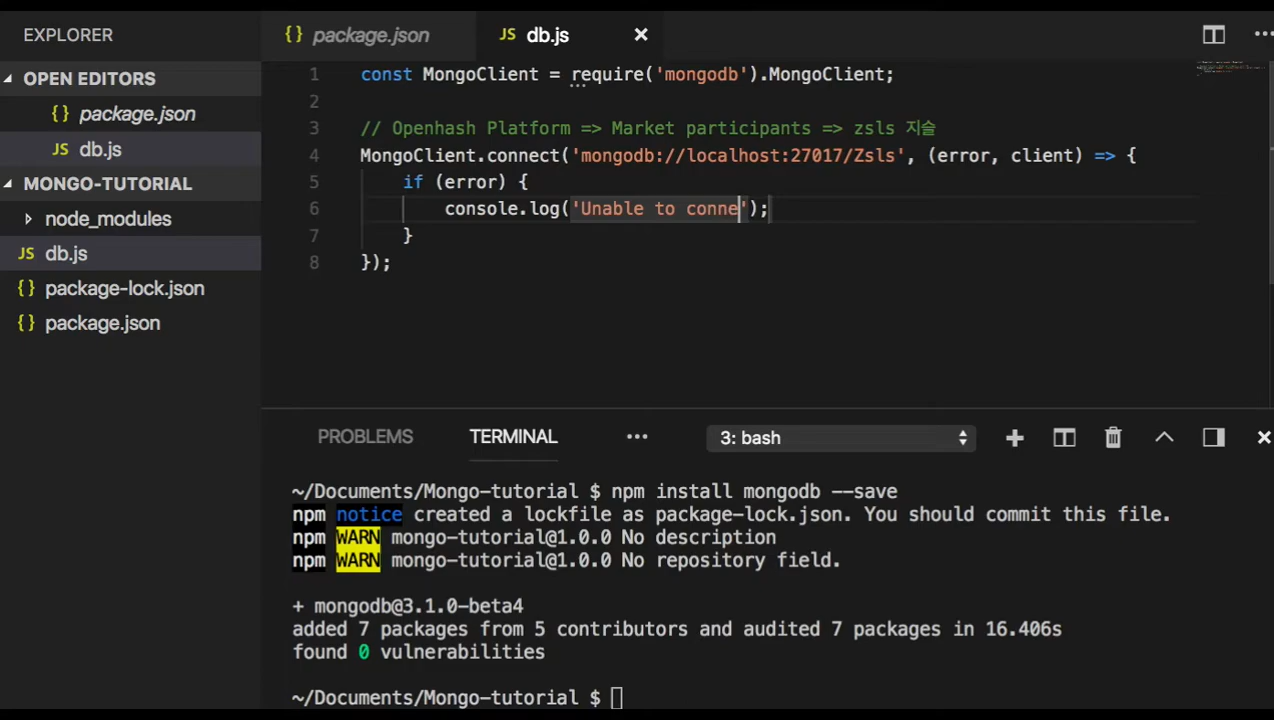 EXPLORER
{} package.json
JS db.js
OPEN EDITORS
{} package.json
JS db.js
MONGO-TUTORIAL
node_modules
JS db.js
{} package-lock.json
{} package.json
1 const MongoClient = require('mongodb').MongoClient;
2
3 // Openhash Platform => Market participants => zsls 지슬
4 MongoClient.connect('mongodb://localhost:27017/Zsls', (error, client) => {
5 if (error) {
6 console.log('Unable to conne');
7 }
8 });
PROBLEMS TERMINAL ••• 3: bash
~/Documents/Mongo-tutorial $ npm install mongodb --save
npm notice created a lockfile as package-lock.json. You should commit this file.
npm WARN mongo-tutorial@1.0.0 No description
npm WARN mongo-tutorial@1.0.0 No repository field.
+ mongodb@3.1.0-beta4
added 7 packages from 5 contributors and audited 7 packages in 16.406s
found 0 vulnerabilities
~/Documents/Mongo-tutorial $